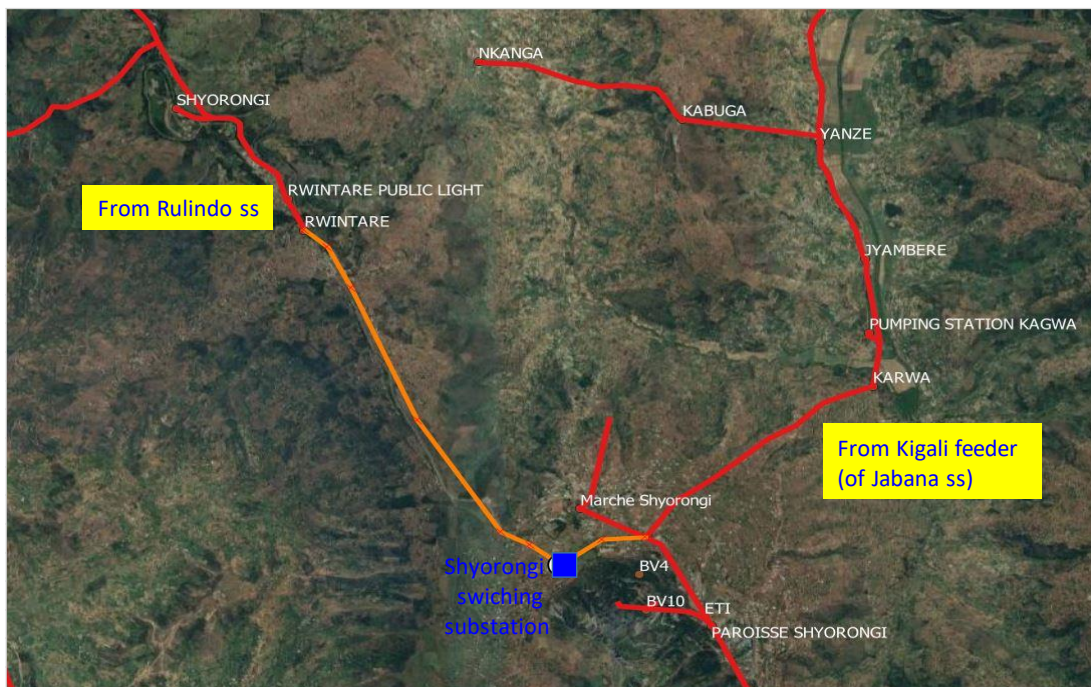 NKANGA
SHYORONGI
KABUGA
YANZE
RWINTARE PUBLIC LIGHT
From Rulindo ss
RWINTARE
JYAMBERE
PUMPING STATION KAGWA
KARWA
From Kigali feeder
(of Jabana ss)
Marche Shyorongi
Shyorongi
swiching
substation
BV4
BV10
ETI
PAROISSE SHYORONGI